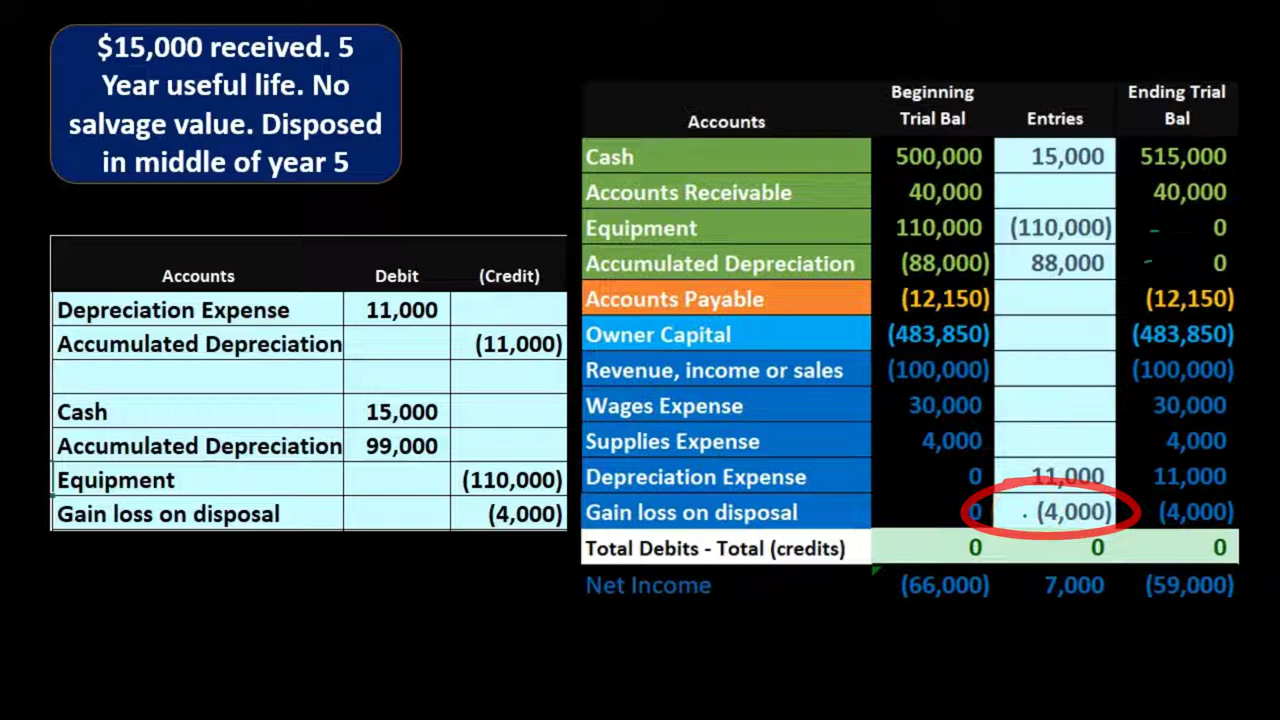 $15,000 received. 5
Year useful life. No
salvage value. Disposed
in middle of year 5
Accounts Debit (Credit)
Depreciation Expense 11,000
Accumulated Depreciation (11,000)
Cash 15,000
Accumulated Depreciation 99,000
Equipment (110,000)
Gain loss on disposal (4,000)
Beginning Ending Trial
Accounts Trial Bal Entries Bal
Cash 500,000 15,000 515,000
Accounts Receivable 40,000 40,000
Equipment 110,000 (110,000) - 0
Accumulated Depreciation (88,000) 88,000 - 0
Accounts Payable (12,150) (12,150)
Owner Capital (483,850) (483,850)
Revenue, income or sales (100,000) (100,000)
Wages Expense 30,000 30,000
Supplies Expense 4,000 4,000
Depreciation Expense 0 11,000 11,000
Gain loss on disposal 0 (4,000) (4,000)
Total Debits - Total (credits) 0 0 0
Net Income (66,000) 7,000 (59,000)